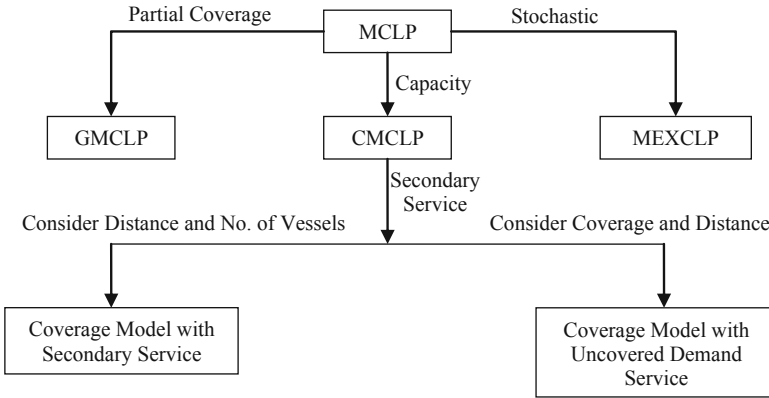 Partial Coverage
MCLP
Stochastic
Capacity
GMCLP
CMCLP
MEXCLP
Secondary
Service
Consider Distance and No. of Vessels
Consider Coverage and Distance
Coverage Model with
Secondary Service
Coverage Model with
Uncovered Demand
Service